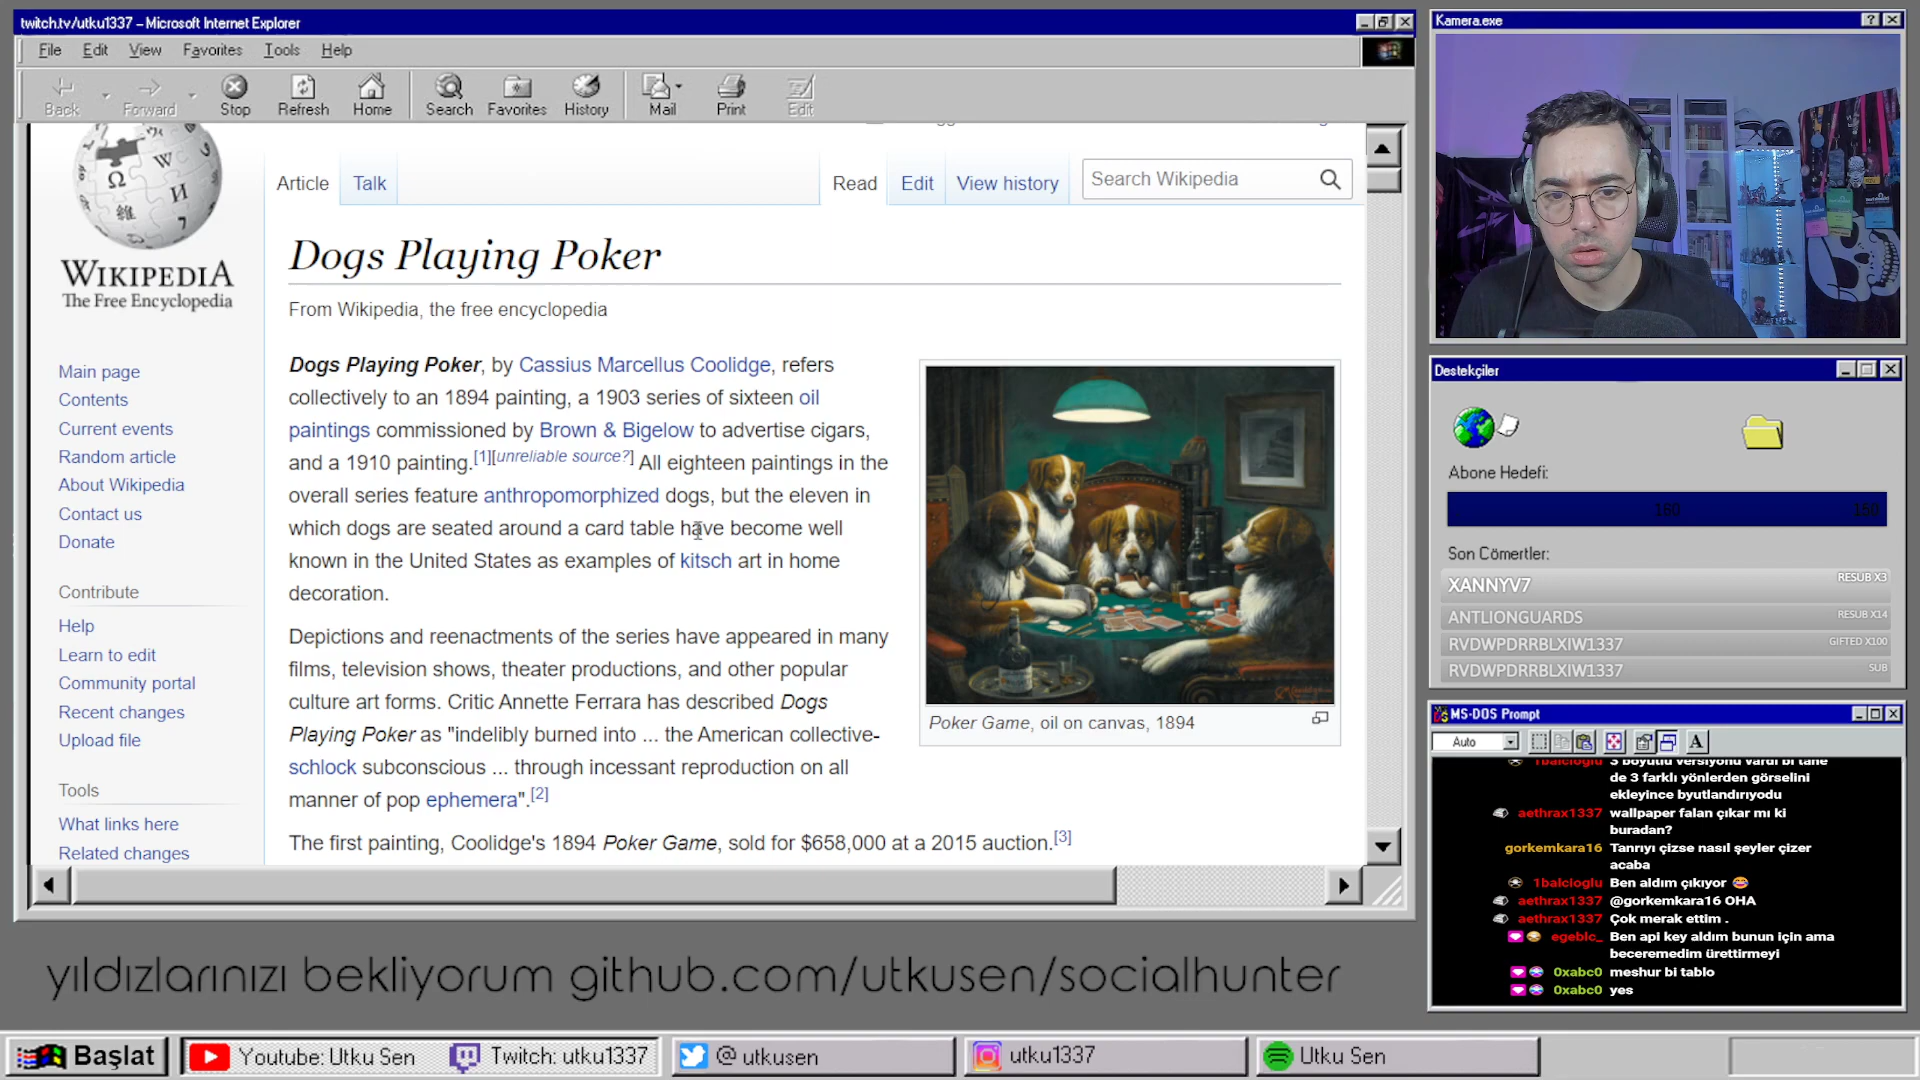 twitch.tv/utku1337 – Microsoft Internet Explorer
File Edit View Favorites Tools Help
Back Forward Stop Refresh Home Search Favorites History Mail Print Edit
WIKIPEDIA
The Free Encyclopedia
Article Talk Read Edit View history Search Wikipedia
Dogs Playing Poker
From Wikipedia, the free encyclopedia
Dogs Playing Poker, by Cassius Marcellus Coolidge, refers
collectively to an 1894 painting, a 1903 series of sixteen oil
paintings commissioned by Brown & Bigelow to advertise cigars,
and a 1910 painting.[1][unreliable source?] All eighteen paintings in the
overall series feature anthropomorphized dogs, but the eleven in
which dogs are seated around a card table have become well
known in the United States as examples of kitsch art in home
decoration.
Depictions and reenactments of the series have appeared in many
films, television shows, theater productions, and other popular
culture art forms. Critic Annette Ferrara has described Dogs
Playing Poker as "indelibly burned into ... the American collective-
schlock subconscious ... through incessant reproduction on all
manner of pop ephemera".[2]
The first painting, Coolidge's 1894 Poker Game, sold for $658,000 at a 2015 auction.[3]
Poker Game, oil on canvas, 1894
Main page
Contents
Current events
Random article
About Wikipedia
Contact us
Donate
Contribute
Help
Learn to edit
Community portal
Recent changes
Upload file
Tools
What links here
Related changes
Kamera.exe
Destekçiler
Abone Hedefi:
160 150
Son Cömertler:
XANNYV7 RESUB X3
ANTLIONGUARDS RESUB X14
RVDWPDRRBLXIW1337 GIFTED X100
RVDWPDRRBLXIW1337 SUB
MS-DOS Prompt
Auto
A
1balcioglu 3 boyutlu versiyonu vardı bi tane
de 3 farklı yönlerden görselini
ekleyince byutlandırıyodu
aethrax1337 wallpaper falan çıkar mı ki
buradan?
gorkemkara16 Tanrıyı çizse nasıl şeyler çizer
acaba
1balcioglu Ben aldım çıkıyor
aethrax1337 @gorkemkara16 OHA
aethrax1337 Çok merak ettim .
egeblc_ Ben api key aldım bunun için ama
beceremedim ürettirmeyi
0xabc0 meshur bi tablo
0xabc0 yes
yıldızlarınızı bekliyorum github.com/utkusen/socialhunter
Başlat Youtube: Utku Sen Twitch: utku1337 @utkusen utku1337 Utku Sen